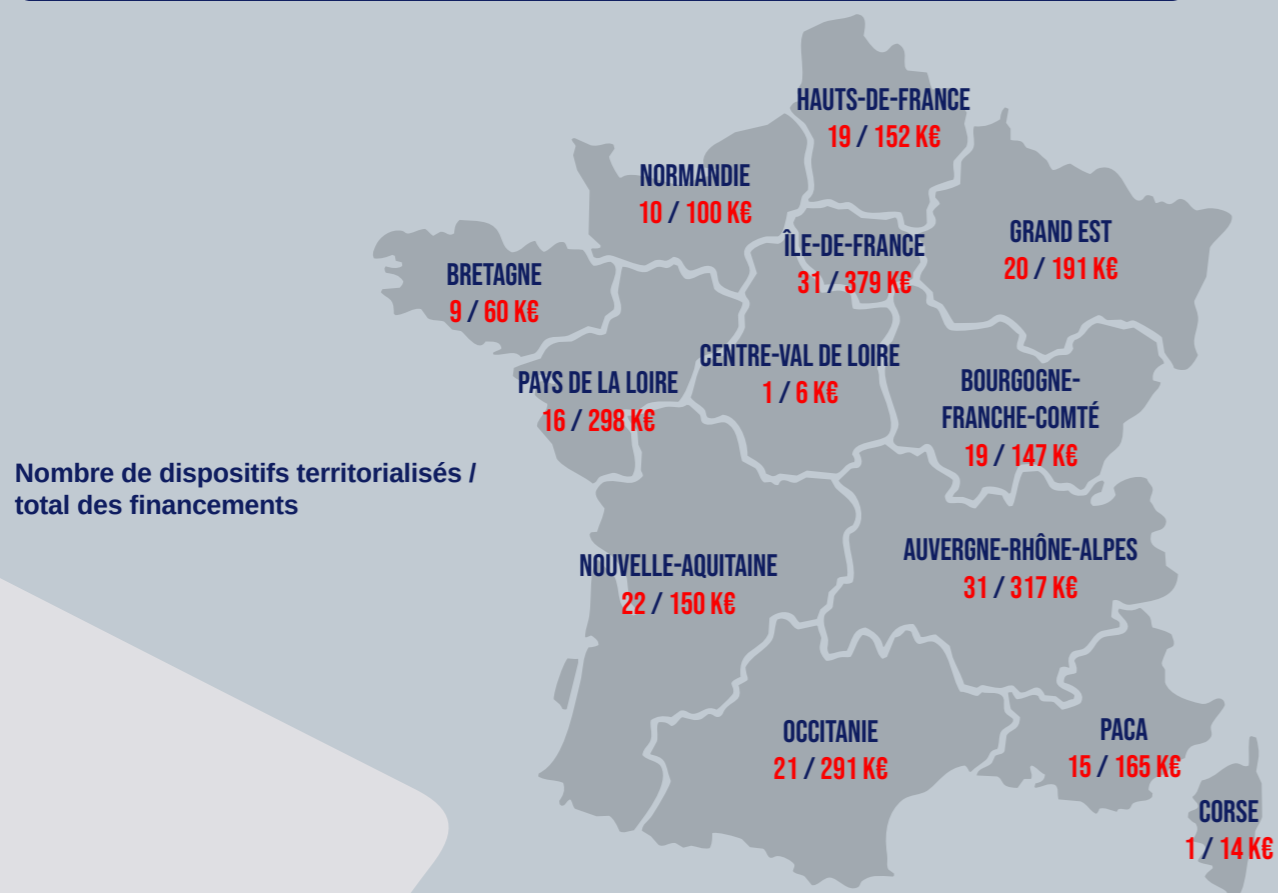 HAUTS-DE-FRANCE
19 / 152 K€
NORMANDIE
10 / 100 K€
ÎLE-DE-FRANCE
31 / 379 K€
GRAND EST
20 / 191 K€
BRETAGNE
9 / 60 K€
CENTRE-VAL DE LOIRE
1 / 6 K€
PAYS DE LA LOIRE
16 / 298 K€
BOURGOGNE-
FRANCHE-COMTÉ
19 / 147 K€
Nombre de dispositifs territorialisés /
total des financements
NOUVELLE-AQUITAINE
22 / 150 K€
AUVERGNE-RHÔNE-ALPES
31 / 317 K€
OCCITANIE
21 / 291 K€
PACA
15 / 165 K€
CORSE
1 / 14 K€